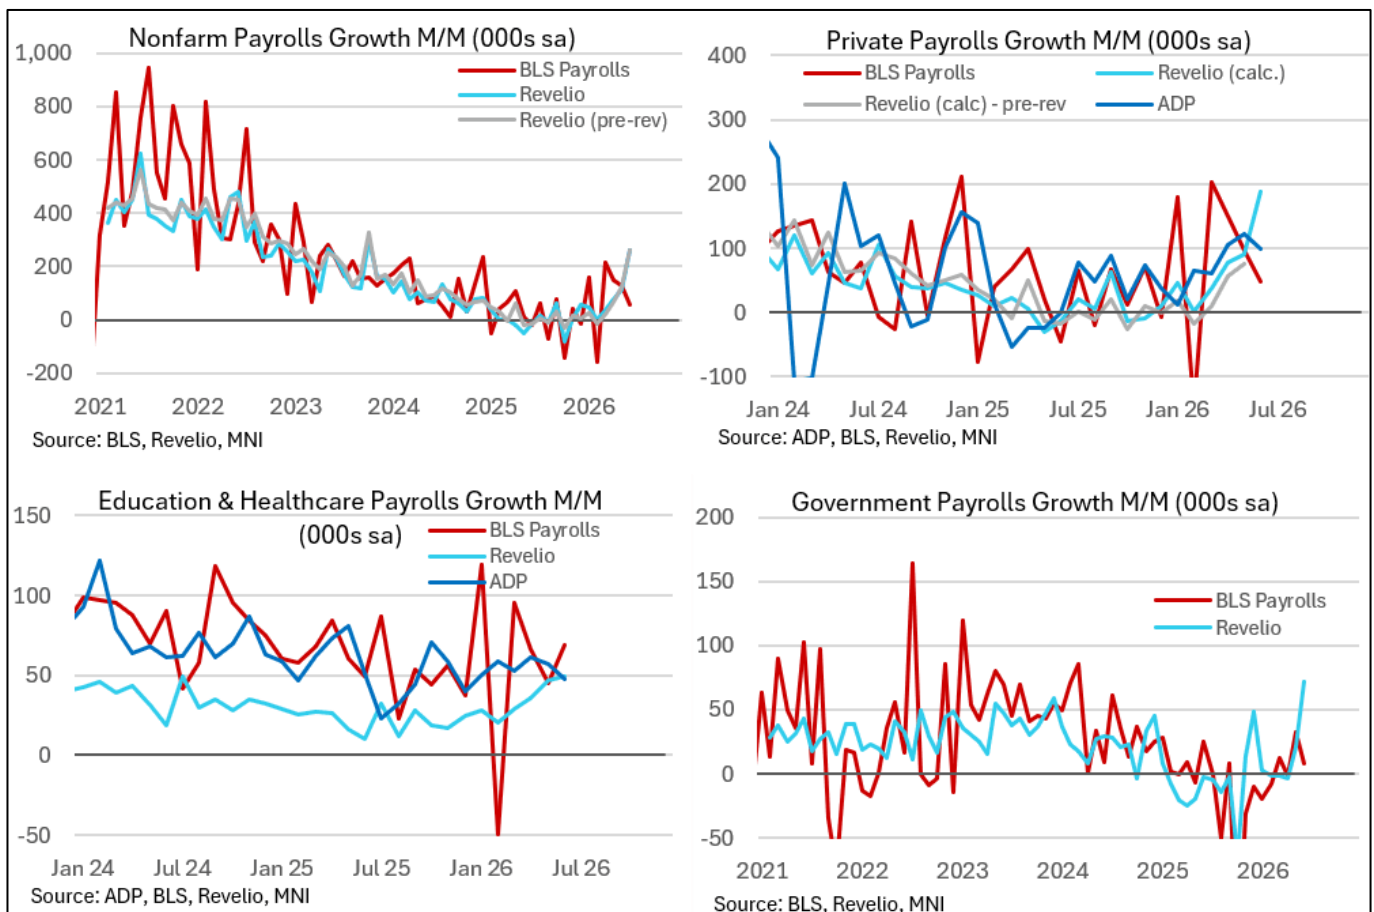 Nonfarm Payrolls Growth M/M (000s sa)
1,000
800
600
400
200
0
-200
BLS Payrolls
Revelio
Revelio (pre-rev)
2021 2022 2023 2024 2025 2026
Source: BLS, Revelio, MNI
Private Payrolls Growth M/M (000s sa)
400
300
200
100
0
-100
BLS Payrolls
Revelio (calc.)
Revelio (calc) - pre-rev
ADP
Jan 24 Jul 24 Jan 25 Jul 25 Jan 26 Jul 26
Source: ADP, BLS, Revelio, MNI
Education & Healthcare Payrolls Growth M/M
(000s sa)
150
100
50
0
-50
BLS Payrolls
Revelio
ADP
Jan 24 Jul 24 Jan 25 Jul 25 Jan 26 Jul 26
Source: ADP, BLS, Revelio, MNI
Government Payrolls Growth M/M (000s sa)
200
150
100
50
0
-50
BLS Payrolls
Revelio
2021 2022 2023 2024 2025 2026
Source: BLS, Revelio, MNI